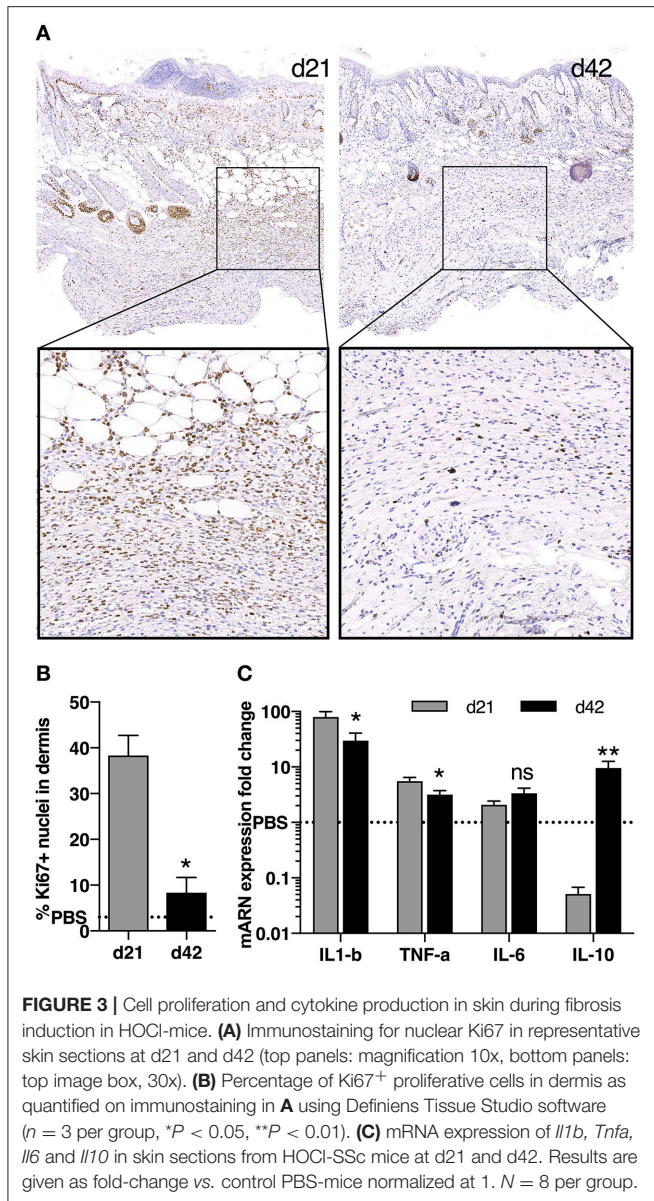 A
d21
d42
B
% Ki67+ nuclei in dermis
50
40
30
20
10
0
PBS
d21 d42
*
C
mARN expression fold change
100
10
PBS
0.1
0.01
d21 d42
* * ns **
IL1-b TNF-a IL-6 IL-10
FIGURE 3 | Cell proliferation and cytokine production in skin during fibrosis
induction in HOCl-mice. (A) Immunostaining for nuclear Ki67 in representative
skin sections at d21 and d42 (top panels: magnification 10x, bottom panels:
top image box, 30x). (B) Percentage of Ki67+ proliferative cells in dermis as
quantified on immunostaining in A using Definiens Tissue Studio software
(n = 3 per group, *P < 0.05, **P < 0.01). (C) mRNA expression of Il1b, Tnfa,
Il6 and Il10 in skin sections from HOCl-SSc mice at d21 and d42. Results are
given as fold-change vs. control PBS-mice normalized at 1. N = 8 per group.